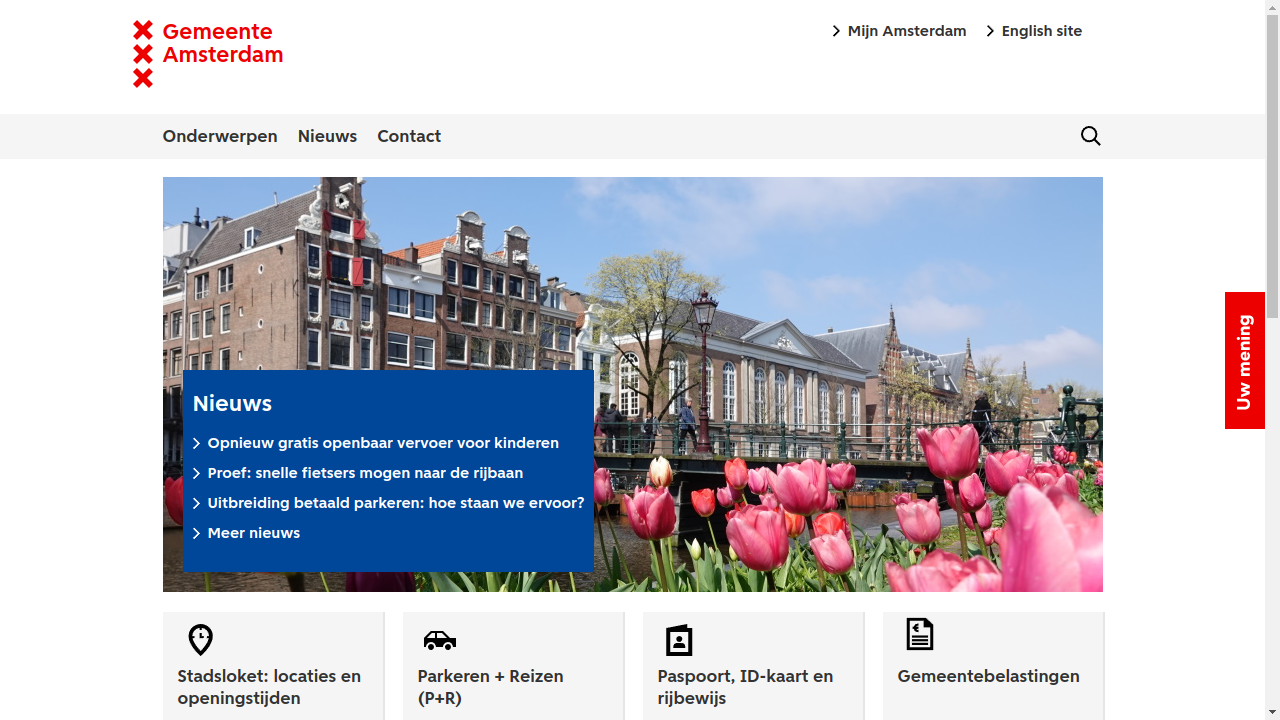 Gemeente
Amsterdam
Mijn Amsterdam
English site
Onderwerpen
Nieuws
Contact
Uw mening
Nieuws
Opnieuw gratis openbaar vervoer voor kinderen
Proef: snelle fietsers mogen naar de rijbaan
Uitbreiding betaald parkeren: hoe staan we ervoor?
Meer nieuws
Stadsloket: locaties en
openingstijden
Parkeren + Reizen
(P+R)
Paspoort, ID-kaart en
rijbewijs
Gemeentebelastingen